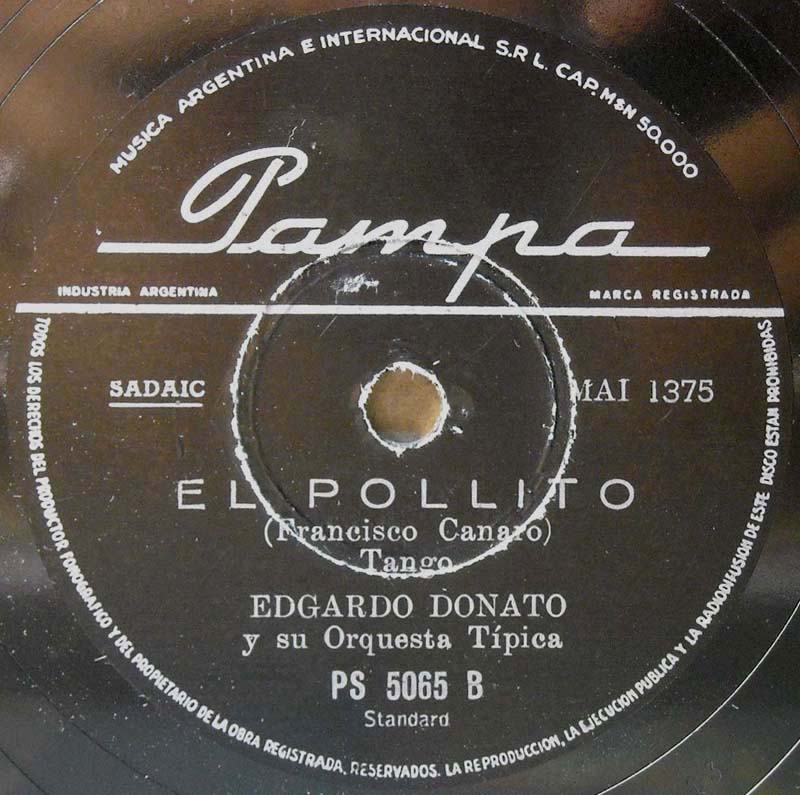 MUSICA ARGENTINA E INTERNACIONAL S.R.L. CAP. M$N 50.000
Pampa
INDUSTRIA ARGENTINA
MARCA REGISTRADA
SADAIC
MAI 1375
EL POLLITO
(Francisco Canaro)
Tango
EDGARDO DONATO
y su Orquesta Típica
PS 5065 B
Standard
TODOS LOS DERECHOS DEL PRODUCTOR FONOGRAFICO Y DEL PROPIETARIO DE LA OBRA REGISTRADA, RESERVADOS. LA REPRODUCCION, LA EJECUCION PUBLICA Y LA RADIODIFUSION DE ESTE DISCO ESTAN PROHIBIDAS